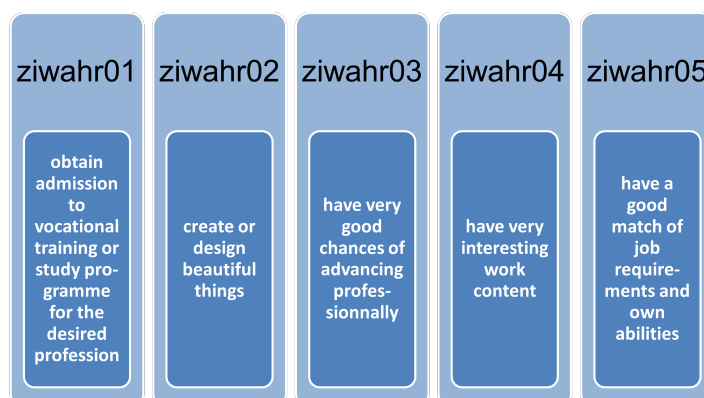 ziwahr01
obtain
admission
to
vocational
training or
study pro-
gramme
for the
desired
profession
ziwahr02
create or
design
beautiful
things
ziwahr03
have very
good
chances of
advancing
profes-
sionnally
ziwahr04
have very
interesting
work
content
ziwahr05
have a
good
match of
job
require-
ments and
own
abilities